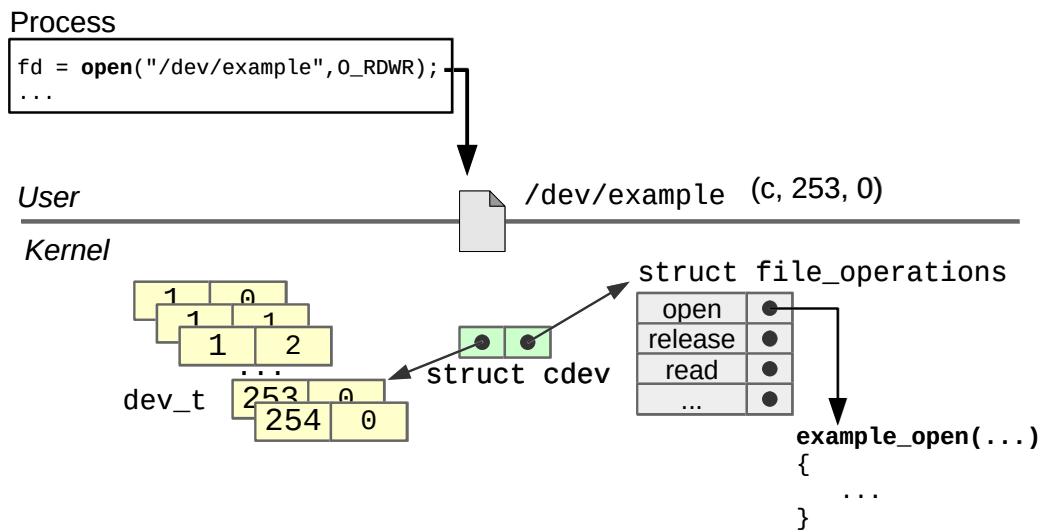 Process
fd = open("/dev/example",O_RDWR);
...
User
/dev/example (c, 253, 0)
Kernel
struct file_operations
1 0
1 1
1 2
...
dev_t
253 0
254 0
struct cdev
open
release
read
...
example_open(...)
{
...
}